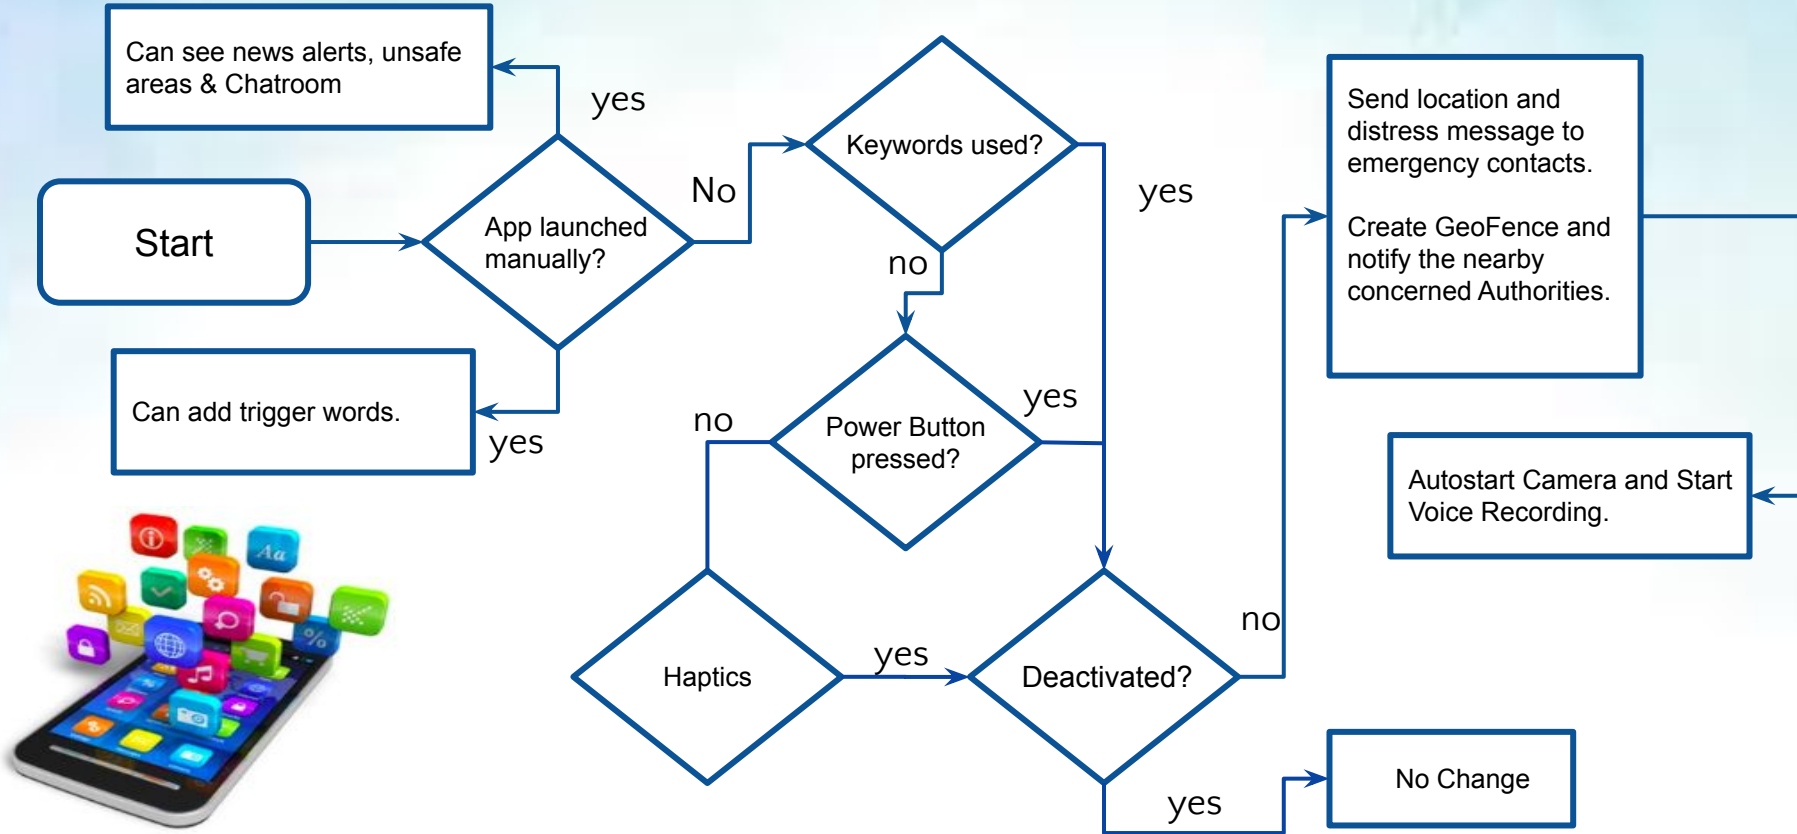 Can see news alerts, unsafe
areas & Chatroom
yes
Start
App launched
manually?
No
Can add trigger words.
yes
Keywords used?
yes
no
Power Button
pressed?
yes
no
Haptics
yes
Deactivated?
no
yes
Send location and
distress message to
emergency contacts.
Create GeoFence and
notify the nearby
concerned Authorities.
Autostart Camera and Start
Voice Recording.
No Change
Aa
%